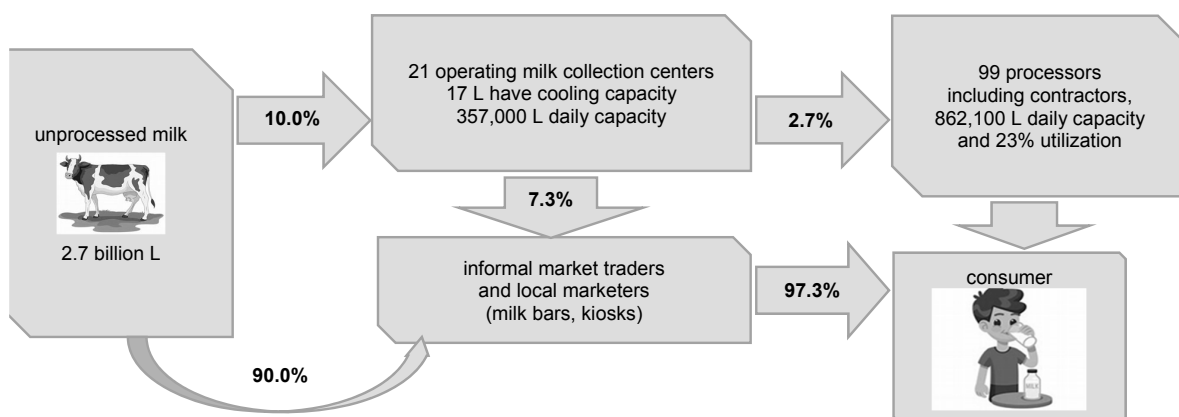 unprocessed milk
2.7 billion L
10.0%
21 operating milk collection centers
17 L have cooling capacity
357,000 L daily capacity
2.7%
99 processors
including contractors,
862,100 L daily capacity
and 23% utilization
7.3%
informal market traders
and local marketers
(milk bars, kiosks)
97.3%
consumer
MILK
90.0%